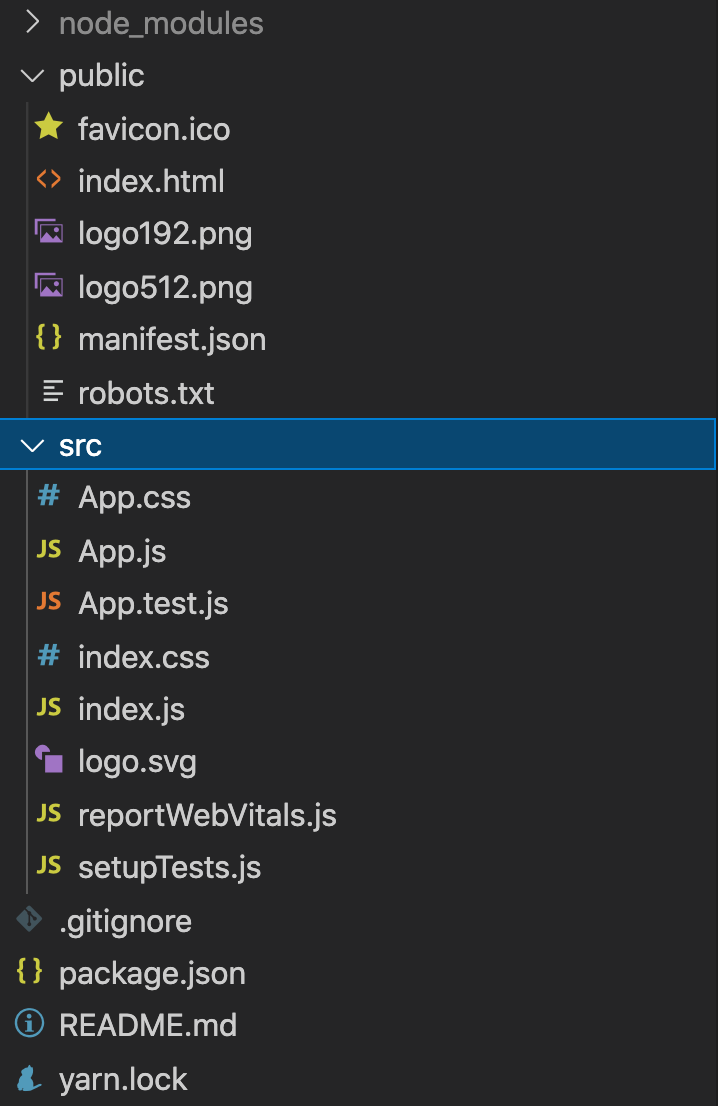 node_modules
public
favicon.ico
index.html
logo192.png
logo512.png
manifest.json
robots.txt
src
# App.css
JS App.js
JS App.test.js
# index.css
JS index.js
logo.svg
JS reportWebVitals.js
JS setupTests.js
.gitignore
package.json
README.md
yarn.lock